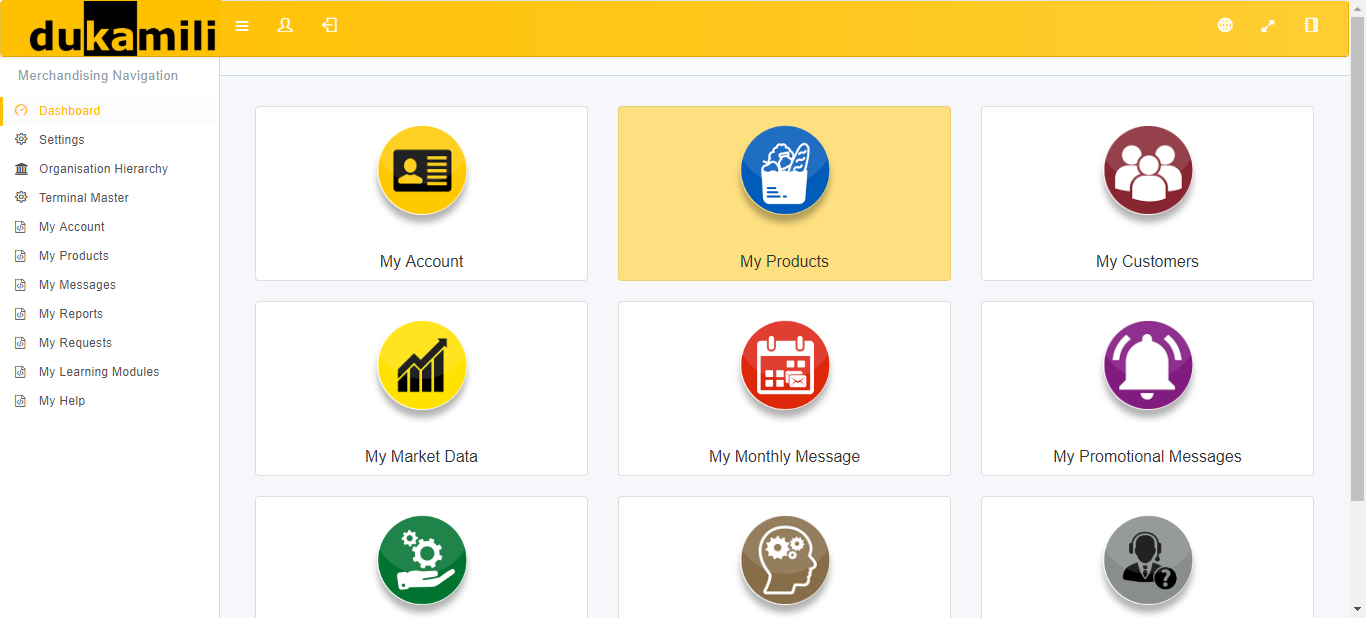 dukamili
Merchandising Navigation
Dashboard
Settings
Organisation Hierarchy
Terminal Master
My Account
My Products
My Messages
My Reports
My Requests
My Learning Modules
My Help
My Account
My Products
My Customers
My Market Data
My Monthly Message
My Promotional Messages
?